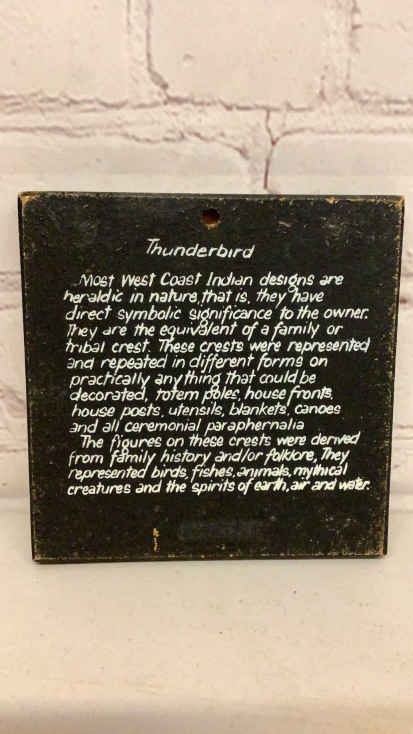 Thunderbird
Most West Coast Indian designs are
heraldic in nature, that is, they have
direct symbolic significance to the owner.
They are the equivalent of a family or
tribal crest. These crests were represented
and repeated in different forms on
practically anything that could be
decorated, totem poles, house fronts,
house posts, utensils, blankets, canoes
and all ceremonial paraphernalia
The figures on these crests were derived
from family history and/or folklore, They
represented birds, fishes, animals, mythical
creatures and the spirits of earth, air and water.